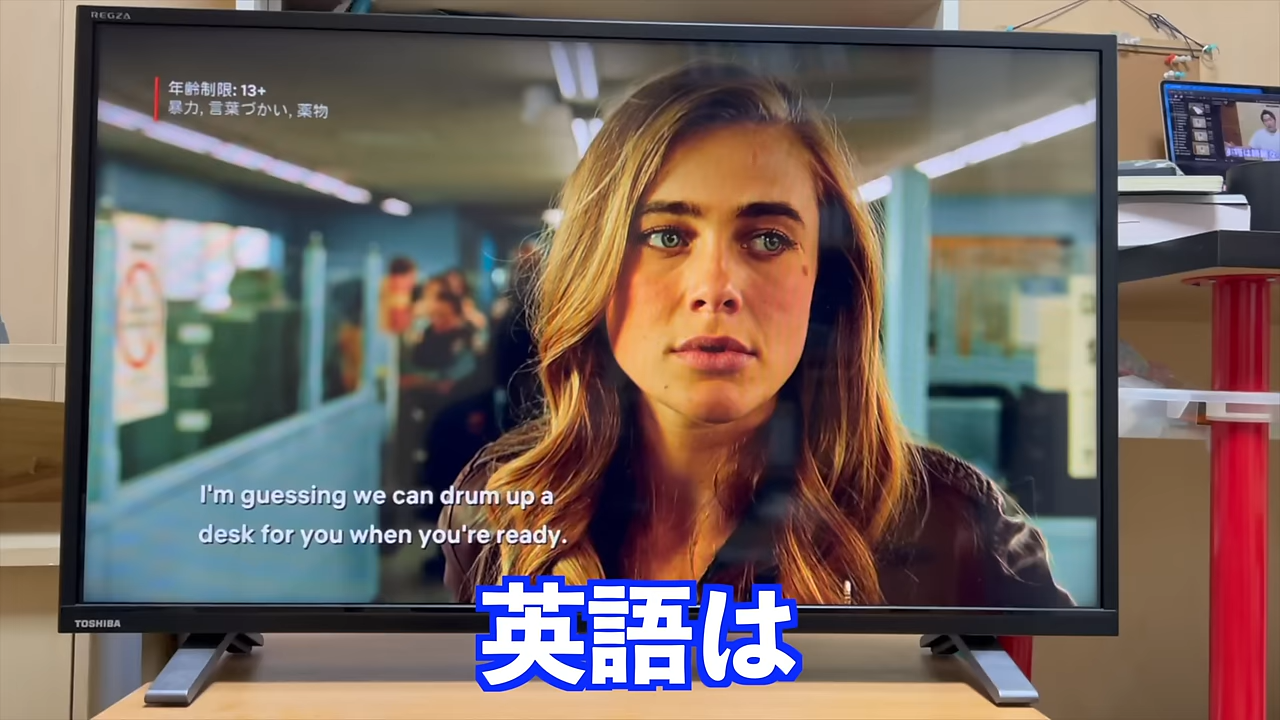 REGZA
年齢制限: 13+
暴力, 言葉づかい, 薬物
I'm guessing we can drum up a
desk for you when you're ready.
TOSHIBA
英語は